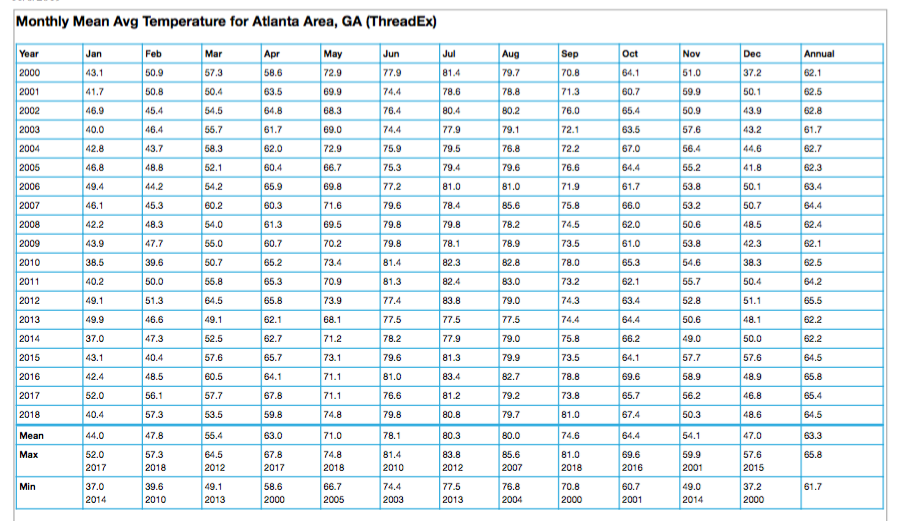 Monthly Mean Avg Temperature for Atlanta Area, GA (ThreadEx)
Year Jan Feb Mar Apr May Jun Jul Aug Sep Oct Nov Dec Annual
2000 43.1 50.9 57.3 58.6 72.9 77.9 81.4 79.7 70.8 64.1 51.0 37.2 62.1
2001 41.7 50.8 50.4 63.5 69.9 74.4 78.6 78.8 71.3 60.7 59.9 50.1 62.5
2002 46.9 45.4 54.5 64.8 68.3 76.4 80.4 80.2 76.0 65.4 50.9 43.9 62.8
2003 40.0 46.4 55.7 61.7 69.0 74.4 77.9 79.1 72.1 63.5 57.6 43.2 61.7
2004 42.8 43.7 58.3 62.0 72.9 75.9 79.5 76.8 72.2 67.0 56.4 44.6 62.7
2005 46.8 48.8 52.1 60.4 66.7 75.3 79.4 79.6 76.6 64.4 55.2 41.8 62.3
2006 49.4 44.2 54.2 65.9 69.8 77.2 81.0 81.0 71.9 61.7 53.8 50.1 63.4
2007 46.1 45.3 60.2 60.3 71.6 79.6 78.4 85.6 75.8 66.0 53.2 50.7 64.4
2008 42.2 48.3 54.0 61.3 69.5 79.8 79.8 78.2 74.5 62.0 50.6 48.5 62.4
2009 43.9 47.7 55.0 60.7 70.2 79.8 78.1 78.9 73.5 61.0 53.8 42.3 62.1
2010 38.5 39.6 50.7 65.2 73.4 81.4 82.3 82.8 78.0 65.3 54.6 38.3 62.5
2011 40.2 50.0 55.8 65.3 70.9 81.3 82.4 83.0 73.2 62.1 55.7 50.4 64.2
2012 49.1 51.3 64.5 65.8 73.9 77.4 83.8 79.0 74.3 63.4 52.8 51.1 65.5
2013 49.9 46.6 49.1 62.1 68.1 77.5 77.5 77.5 74.4 64.4 50.6 48.1 62.2
2014 37.0 47.3 52.5 62.7 71.2 78.2 77.9 79.0 75.8 66.2 49.0 50.0 62.2
2015 43.1 40.4 57.6 65.7 73.1 79.6 81.3 79.9 73.5 64.1 57.7 57.6 64.5
2016 42.4 48.5 60.5 64.1 71.1 81.0 83.4 82.7 78.8 69.6 58.9 48.9 65.8
2017 52.0 56.1 57.7 67.8 71.1 76.6 81.2 79.2 73.8 65.7 56.2 46.8 65.4
2018 40.4 57.3 53.5 59.8 74.8 79.8 80.8 79.7 81.0 67.4 50.3 48.6 64.5
Mean 44.0 47.8 55.4 63.0 71.0 78.1 80.3 80.0 74.6 64.4 54.1 47.0 63.3
Max 52.0 57.3 64.5 67.8 74.8 81.4 83.8 85.6 81.0 69.6 59.9 57.6 65.8
2017 2018 2012 2017 2018 2010 2012 2007 2018 2016 2001 2015
Min 37.0 39.6 49.1 58.6 66.7 74.4 77.5 76.8 70.8 60.7 49.0 37.2 61.7
2014 2010 2013 2000 2005 2003 2013 2004 2000 2001 2014 2000